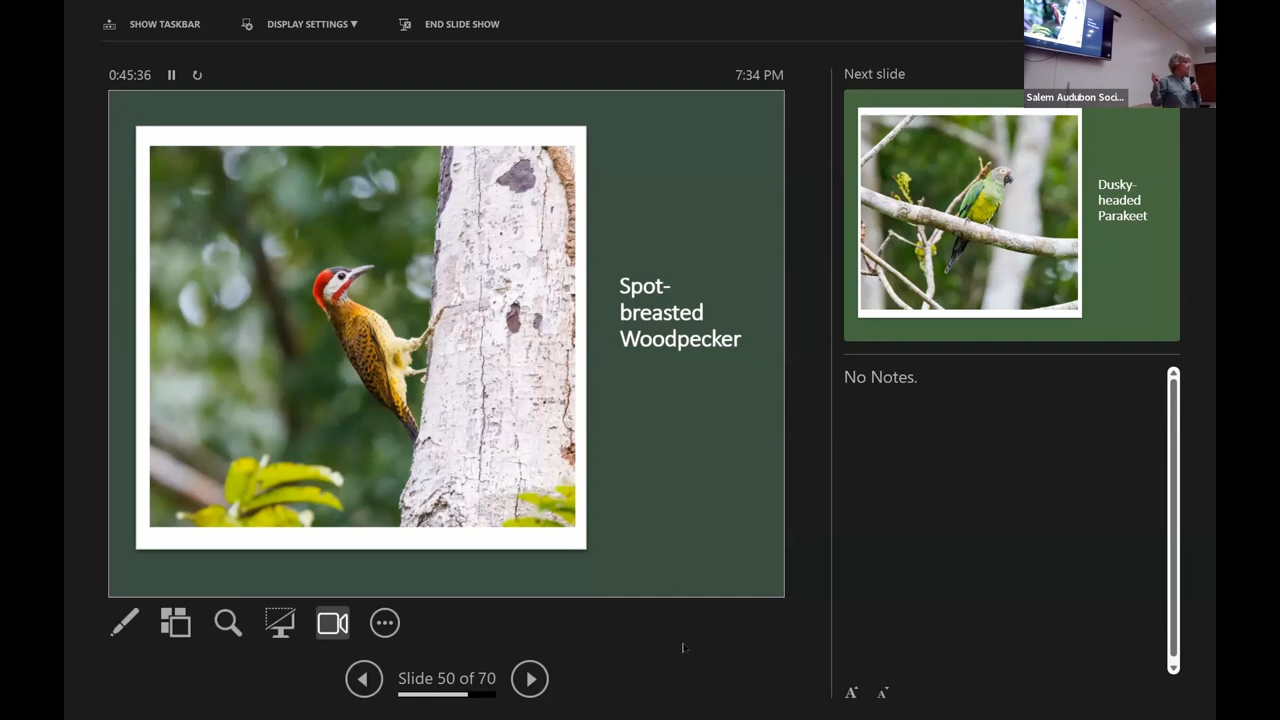 SHOW TASKBAR
DISPLAY SETTINGS ▼
END SLIDE SHOW
0:45:36
7:34 PM
Next slide
Salem Audubon Soci...
Spot-
breasted
Woodpecker
Dusky-
headed
Parakeet
No Notes.
Slide 50 of 70
A
A